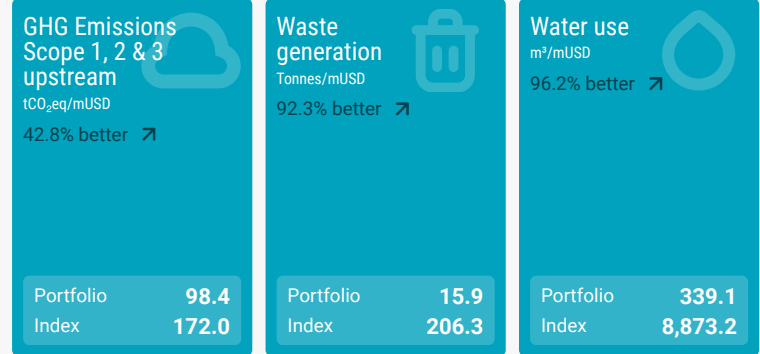 GHG Emissions
Scope 1, 2 & 3
upstream
tCO₂eq/mUSD
42.8% better
Portfolio 98.4
Index 172.0
Waste
generation
Tonnes/mUSD
92.3% better
Portfolio 15.9
Index 206.3
Water use
m³/mUSD
96.2% better
Portfolio 339.1
Index 8,873.2